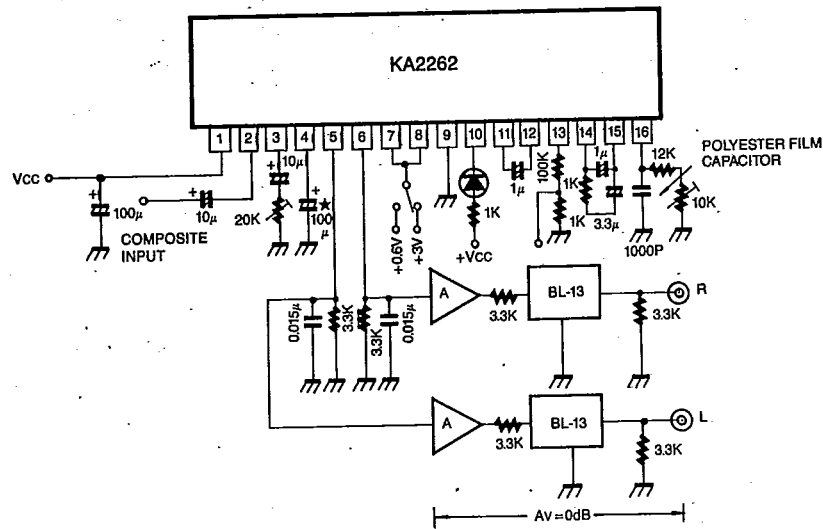 KA2262
1 2 3 4 5 6 7 8 9 10 11 12 13 14 15 16
POLYESTER FILM
CAPACITOR
VCC
+
100μ
COMPOSITE
INPUT
+
10μ
+
10μ
20K
+
★
100
μ
+0.6V
+3V
1K
+VCC
1μ
100K
1K
1K
1μ
+
3.3μ
12K
10K
1000P
0.015μ
3.3K
3.3K
0.015μ
A
3.3K
BL-13
R
3.3K
A
3.3K
BL-13
L
3.3K
AV=0dB